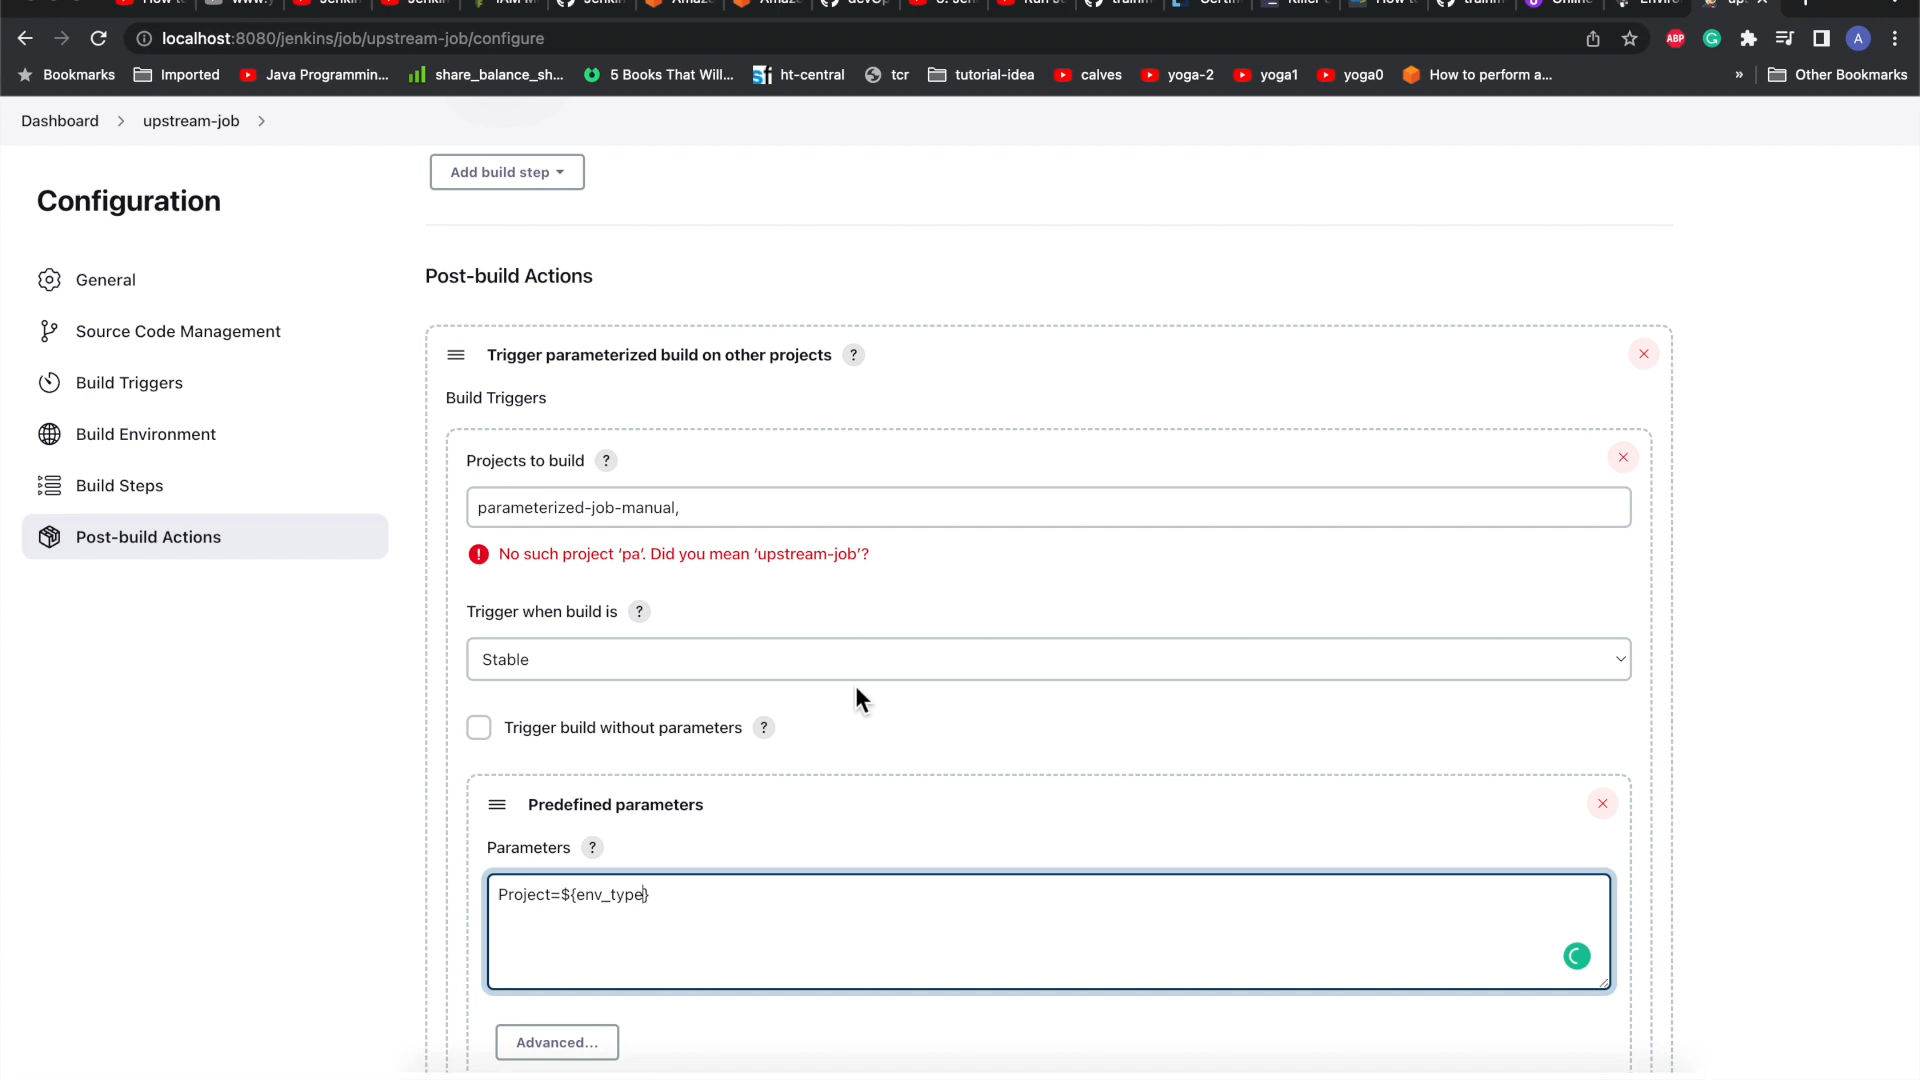 localhost:8080/jenkins/job/upstream-job/configure
ABP
A
Bookmarks
Imported
Java Programmin...
share_balance_sh...
5 Books That Will...
ht-central
tcr
tutorial-idea
calves
yoga-2
yoga1
yoga0
How to perform a...
»
Other Bookmarks
Dashboard
upstream-job
Configuration
General
Source Code Management
Build Triggers
Build Environment
Build Steps
Post-build Actions
Add build step
Post-build Actions
Trigger parameterized build on other projects ?
Build Triggers
Projects to build ?
parameterized-job-manual,
No such project ‘pa’. Did you mean ‘upstream-job’?
Trigger when build is ?
Stable
Trigger build without parameters ?
Predefined parameters
Parameters ?
Project=${env_type}
Advanced...